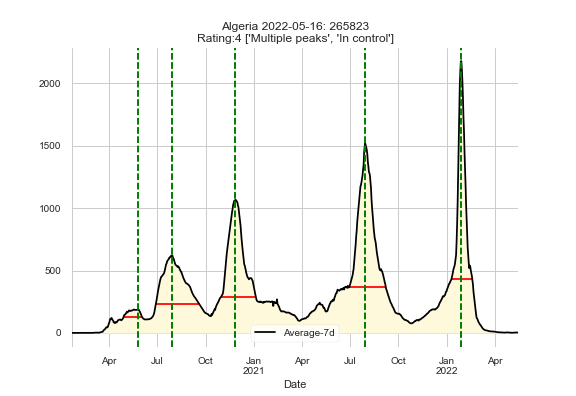 Algeria 2022-05-16: 265823
Rating:4 ['Multiple peaks', 'In control']
2000
1500
1000
500
0
Average-7d
Apr Jul Oct Jan Apr Jul Oct Jan Apr
2021 2022
Date